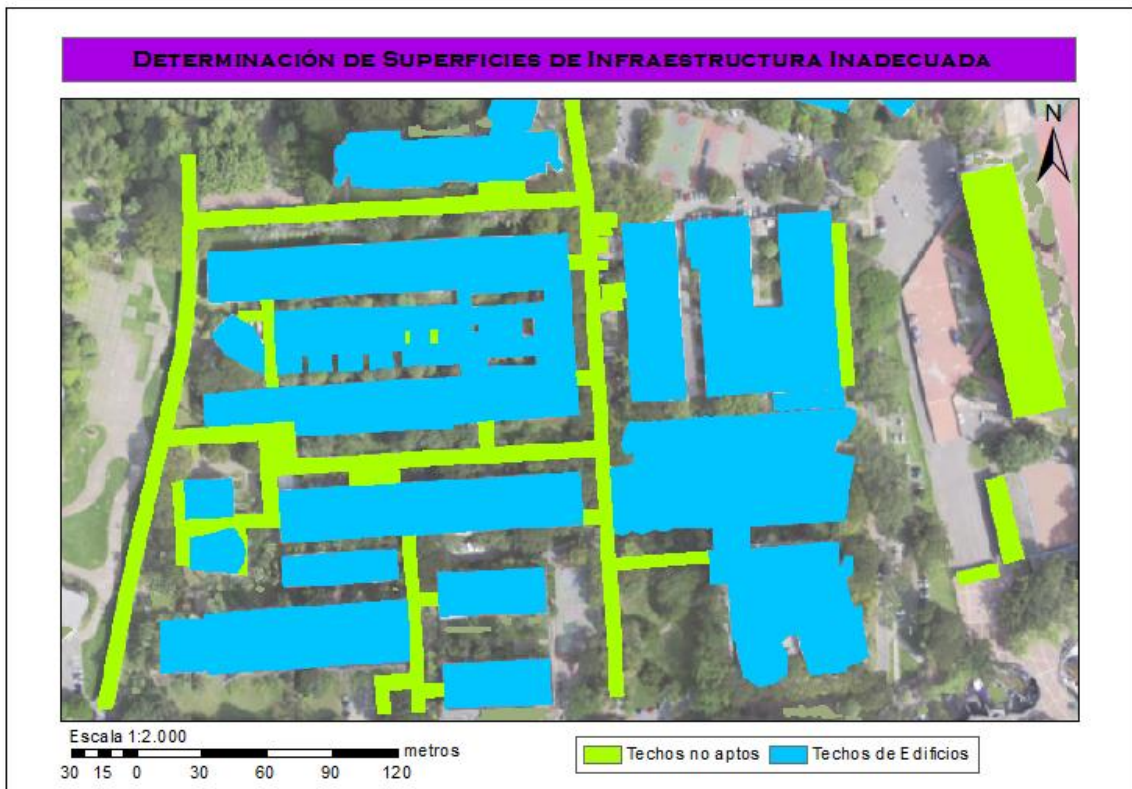 DETERMINACIÓN DE SUPERFICIES DE INFRAESTRUCTURA INADECUADA
N
Escala 1:2.000
metros
30 15 0 30 60 90 120
Techos no aptos
Techos de Edificios